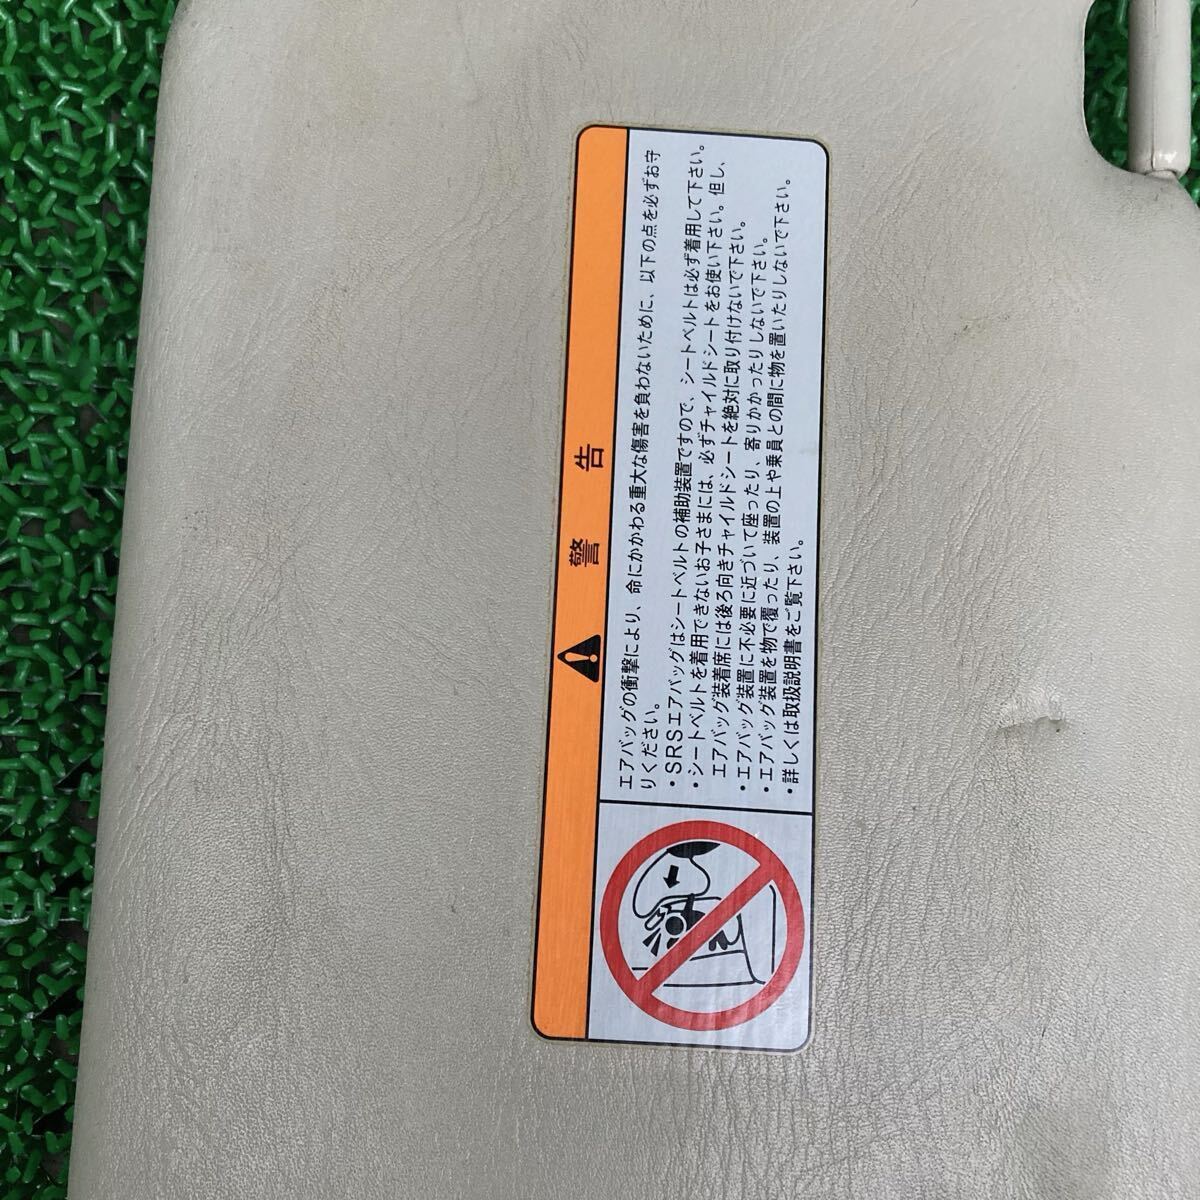 警告
エアバッグの衝撃により、命にかかわる重大な傷害を負わないために、以下の点を必ずお守
りください。
・SRSエアバッグはシートベルトの補助装置ですので、シートベルトは必ず着用して下さい。
・シートベルトを着用できないお子さまには、必ずチャイルドシートをお使い下さい。但し、
エアバッグ装着席には後ろ向きチャイルドシートを絶対に取り付けないで下さい。
・エアバッグ装置に不必要に近づいて座ったり、寄りかかったりしないで下さい。
・エアバッグ装置を物で覆ったり、装置の上や乗員との間に物を置いたりしないで下さい。
・詳しくは取扱説明書をご覧下さい。